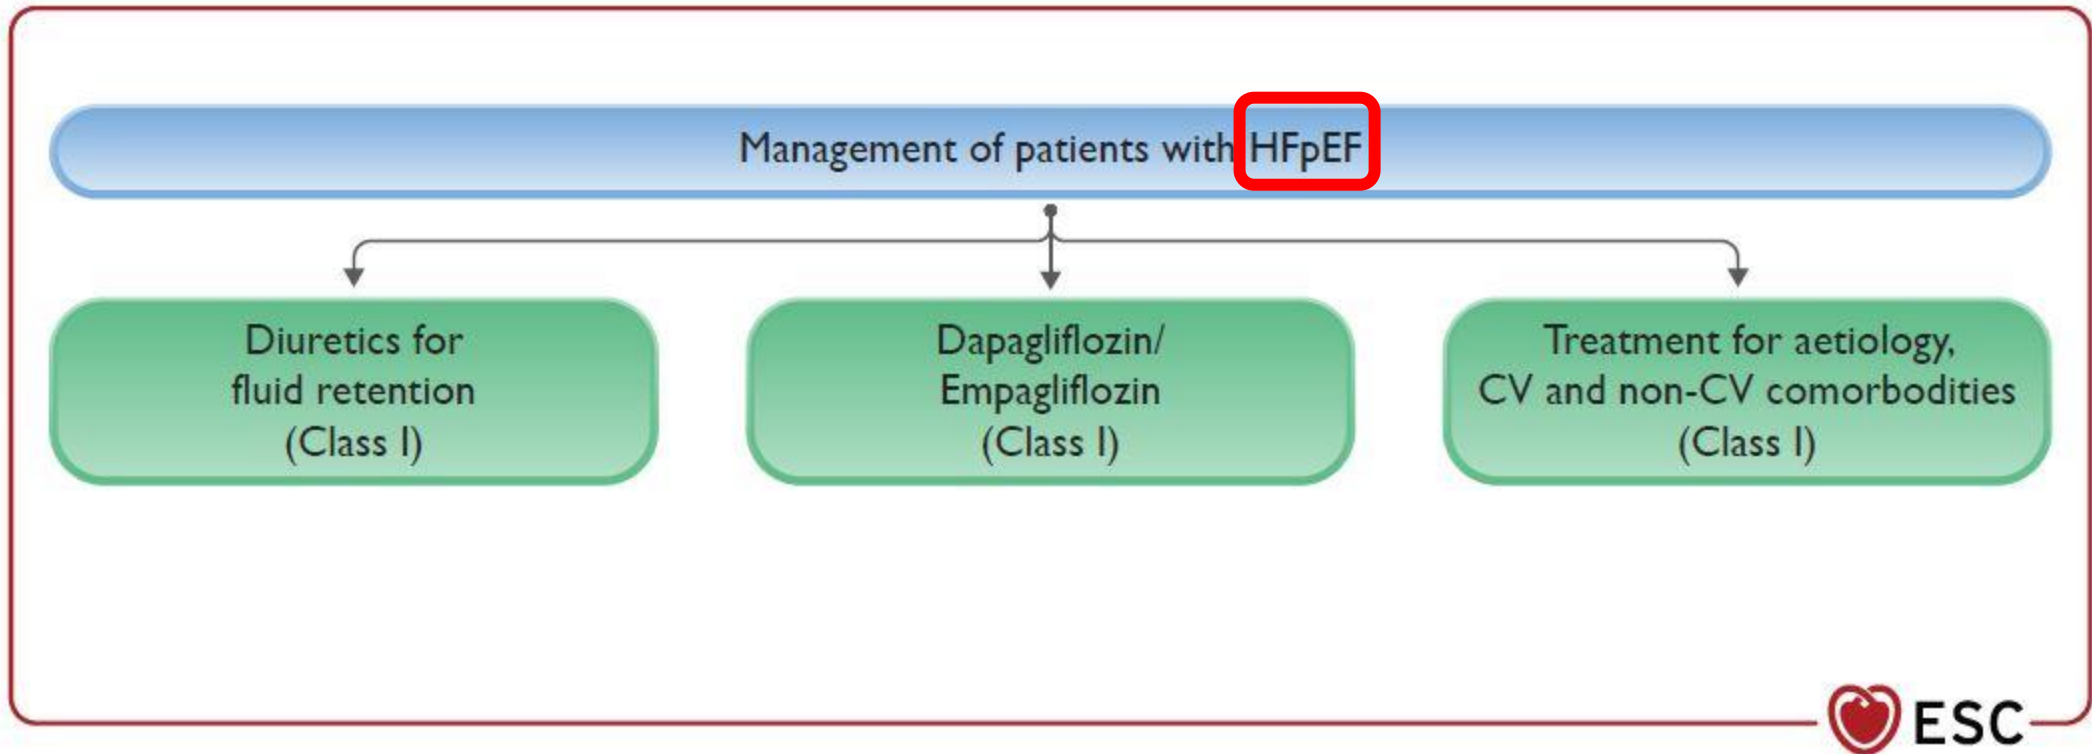 Management of patients with HFpEF
Diuretics for
fluid retention
(Class I)
Dapagliflozin/
Empagliflozin
(Class I)
Treatment for aetiology,
CV and non-CV comorbodities
(Class I)
ESC